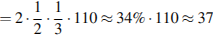 = 2 · 1/2 · 1/3 · 110 ≈ 34% · 110 ≈ 37